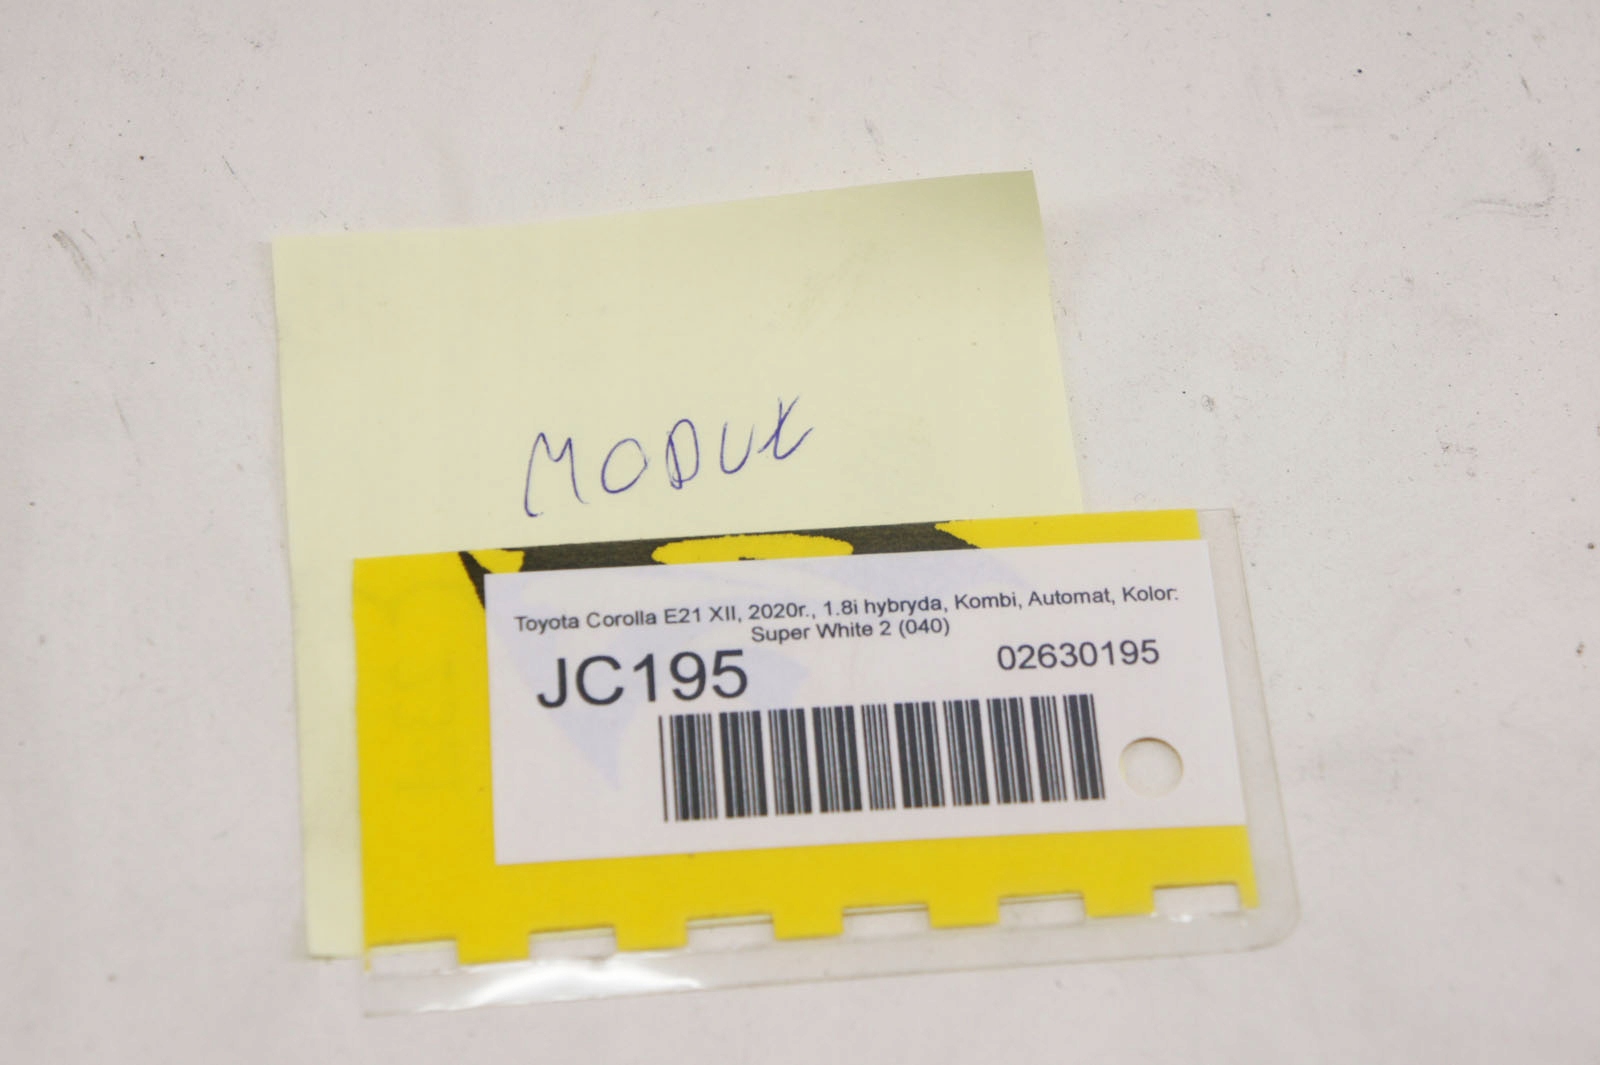 MODUŁ
Toyota Corolla E21 XII, 2020r., 1.8i hybryda, Kombi, Automat, Kolor:
Super White 2 (040)
JC195
02630195